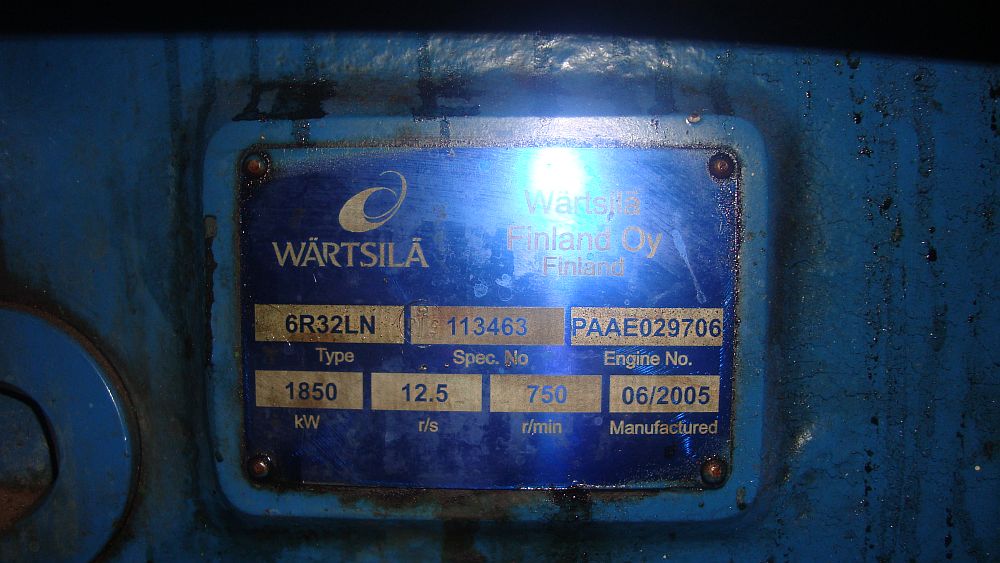 WÄRTSILÄ
Wärtsilä
Finland Oy
Finland
6R32LN 113463 PAAE029706
Type Spec. No Engine No.
1850 12.5 750 06/2005
kW r/s r/min Manufactured